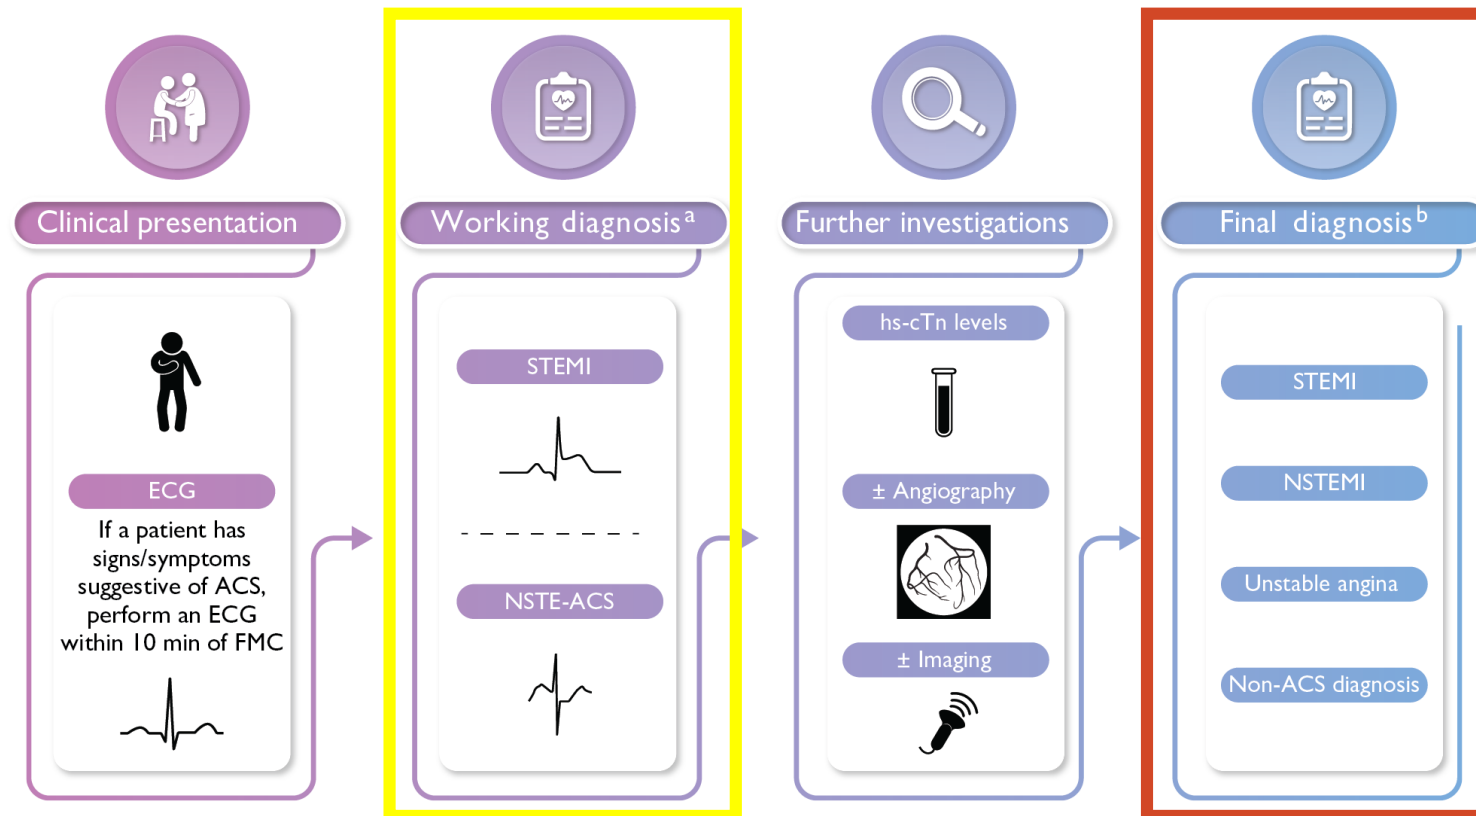 Clinical presentation
ECG
If a patient has
signs/symptoms
suggestive of ACS,
perform an ECG
within 10 min of FMC
Working diagnosisᵃ
STEMI
NSTE-ACS
Further investigations
hs-cTn levels
± Angiography
± Imaging
Final diagnosisᵇ
STEMI
NSTEMI
Unstable angina
Non-ACS diagnosis